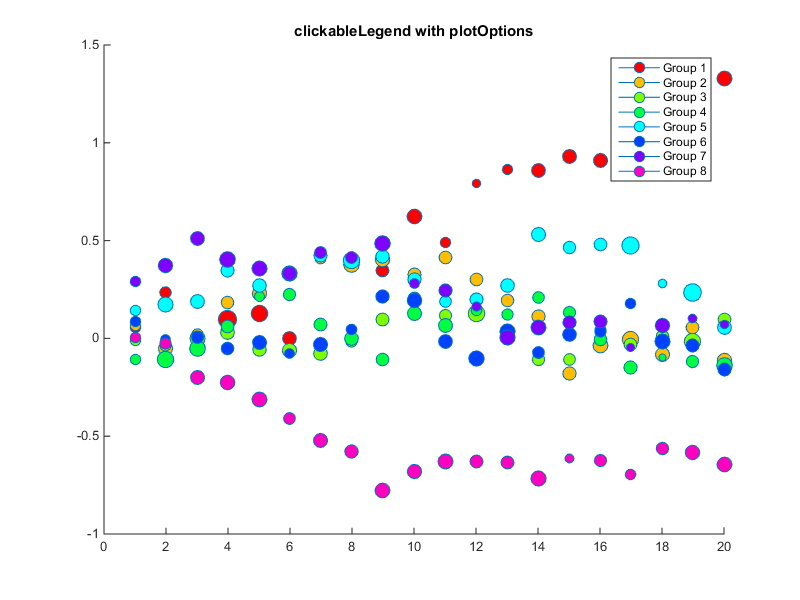 clickableLegend with plotOptions
1.5
1
0.5
0
-0.5
-1
0 2 4 6 8 10 12 14 16 18 20
Group 1
Group 2
Group 3
Group 4
Group 5
Group 6
Group 7
Group 8